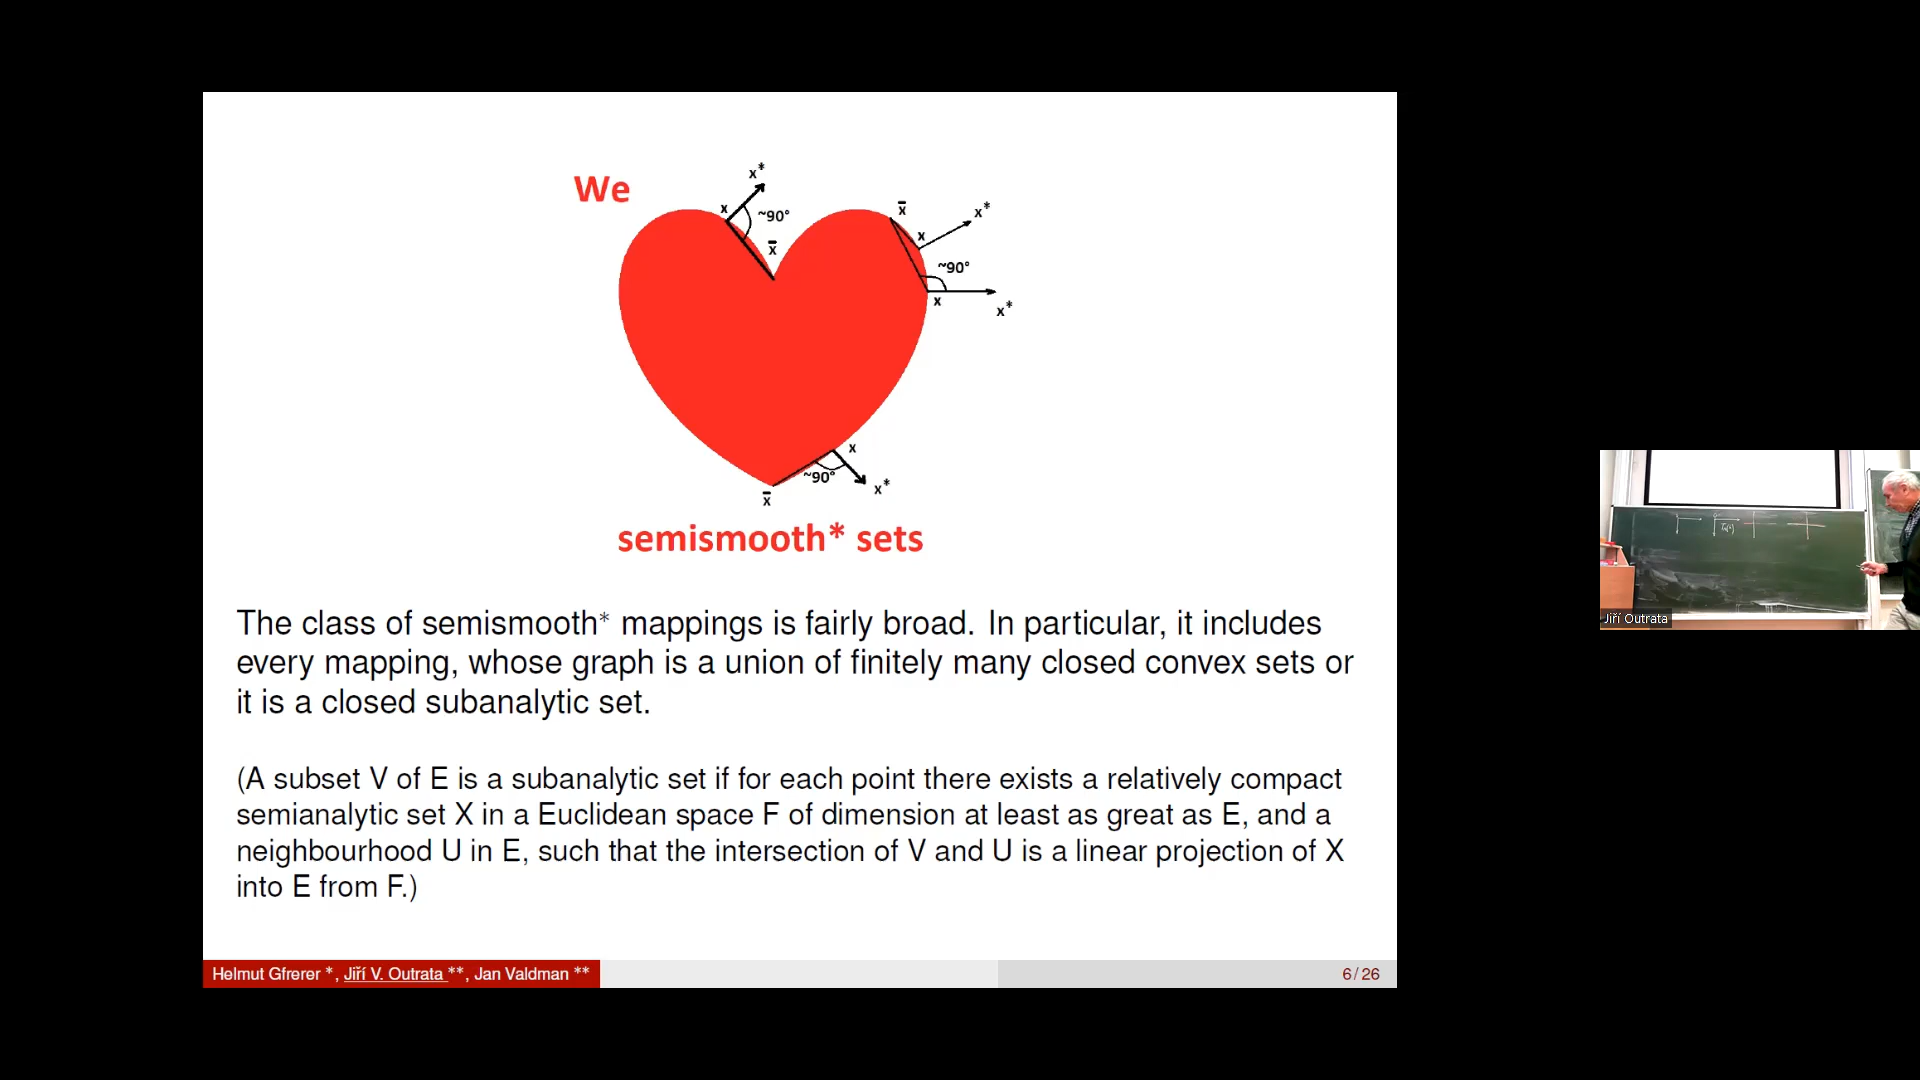 We
x*
x
~90°
x̄
x̄
x*
x
~90°
x
x*
x
~90°
x*
x̄
semismooth* sets
The class of semismooth* mappings is fairly broad. In particular, it includes
every mapping, whose graph is a union of finitely many closed convex sets or
it is a closed subanalytic set.
(A subset V of E is a subanalytic set if for each point there exists a relatively compact
semianalytic set X in a Euclidean space F of dimension at least as great as E, and a
neighbourhood U in E, such that the intersection of V and U is a linear projection of X
into E from F.)
Helmut Gfrerer *, Jiří V. Outrata **, Jan Valdman **
6/26
Jiří Outrata